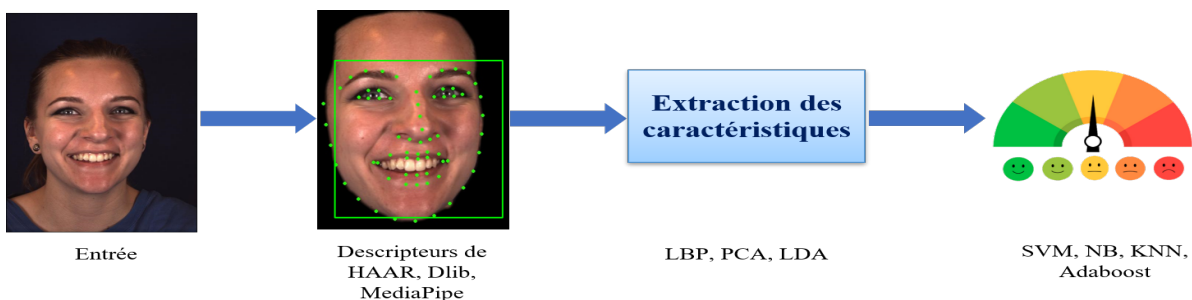 Extraction des
caractéristiques
Entrée
Descripteurs de
HAAR, Dlib,
MediaPipe
LBP, PCA, LDA
SVM, NB, KNN,
Adaboost